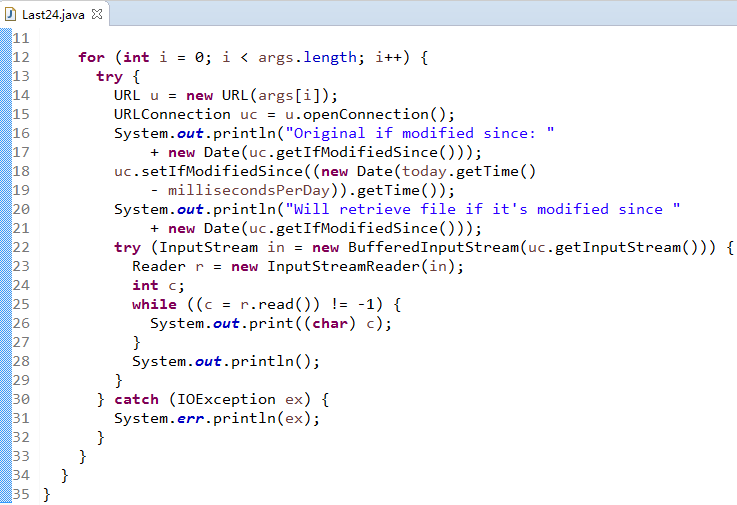 Last24.java
11
12 for (int i = 0; i < args.length; i++) {
13 try {
14 URL u = new URL(args[i]);
15 URLConnection uc = u.openConnection();
16 System.out.println("Original if modified since: "
17 + new Date(uc.getIfModifiedSince()));
18 uc.setIfModifiedSince((new Date(today.getTime()
19 - millisecondsPerDay)).getTime());
20 System.out.println("Will retrieve file if it's modified since "
21 + new Date(uc.getIfModifiedSince()));
22 try (InputStream in = new BufferedInputStream(uc.getInputStream())) {
23 Reader r = new InputStreamReader(in);
24 int c;
25 while ((c = r.read()) != -1) {
26 System.out.print((char) c);
27 }
28 System.out.println();
29 }
30 } catch (IOException ex) {
31 System.err.println(ex);
32 }
33 }
34 }
35 }